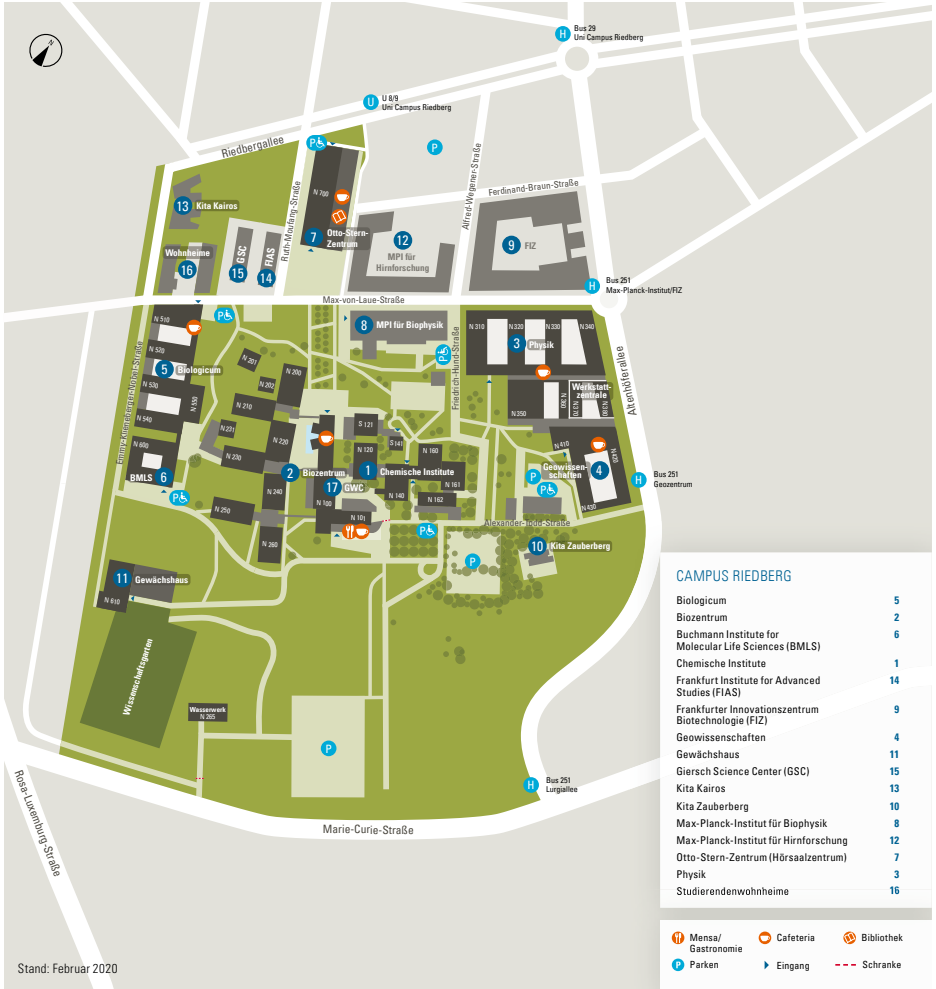 N
H
Bus 29
Uni Campus Riedberg
U
U 8/9
Uni Campus Riedberg
Riedbergallee
P
P
Ruth-Moufang-Straße
Alfred-Wegener-Straße
Ferdinand-Braun-Straße
N 700
13 Kita Kairos
7 Otto-Stern-
Zentrum
12
MPI für
Hirnforschung
9 FIZ
Wohnheime
16
15 GSC
14 FIAS
H
Bus 251
Max-Planck-Institut/FIZ
Max-von-Laue-Straße
N 510
P
8 MPI für Biophysik
N 310
N 320
N 330
N 340
3 Physik
N 520
5 Biologicum
N 530
N 550
N 540
N 201
N 202
N 200
N 210
P
Friedrich-Hund-Straße
Werkstatt-
zentrale
N 350
N 360
N 370
N 380
Altenhöferallee
N 231
N 220
N 230
S 121
S 141
N 120
N 160
N 410
N 420
N 600
BMLS 6
2 Biozentrum
1 Chemische Institute
17 GWC
N 161
Geowissen-
schaften 4
P
P
H
Bus 251
Geozentrum
P
N 240
N 250
N 100
N 140
N 162
N 430
N 101
N 260
P
Alexander-Todd-Straße
10 Kita Zauberberg
P
11 Gewächshaus
N 610
Wissenschaftsgarten
Wasserwerk
N 265
P
H
Bus 251
Lurgiallee
Rosa-Luxemburg-Straße
Marie-Curie-Straße
CAMPUS RIEDBERG
Biologicum 5
Biozentrum 2
Buchmann Institute for
Molecular Life Sciences (BMLS) 6
Chemische Institute 1
Frankfurt Institute for Advanced
Studies (FIAS) 14
Frankfurter Innovationszentrum
Biotechnologie (FIZ) 9
Geowissenschaften 4
Gewächshaus 11
Giersch Science Center (GSC) 15
Kita Kairos 13
Kita Zauberberg 10
Max-Planck-Institut für Biophysik 8
Max-Planck-Institut für Hirnforschung 12
Otto-Stern-Zentrum (Hörsaalzentrum) 7
Physik 3
Studierendenwohnheime 16
Mensa/
Gastronomie
Cafeteria
Bibliothek
P Parken
Eingang
Schranke
Stand: Februar 2020